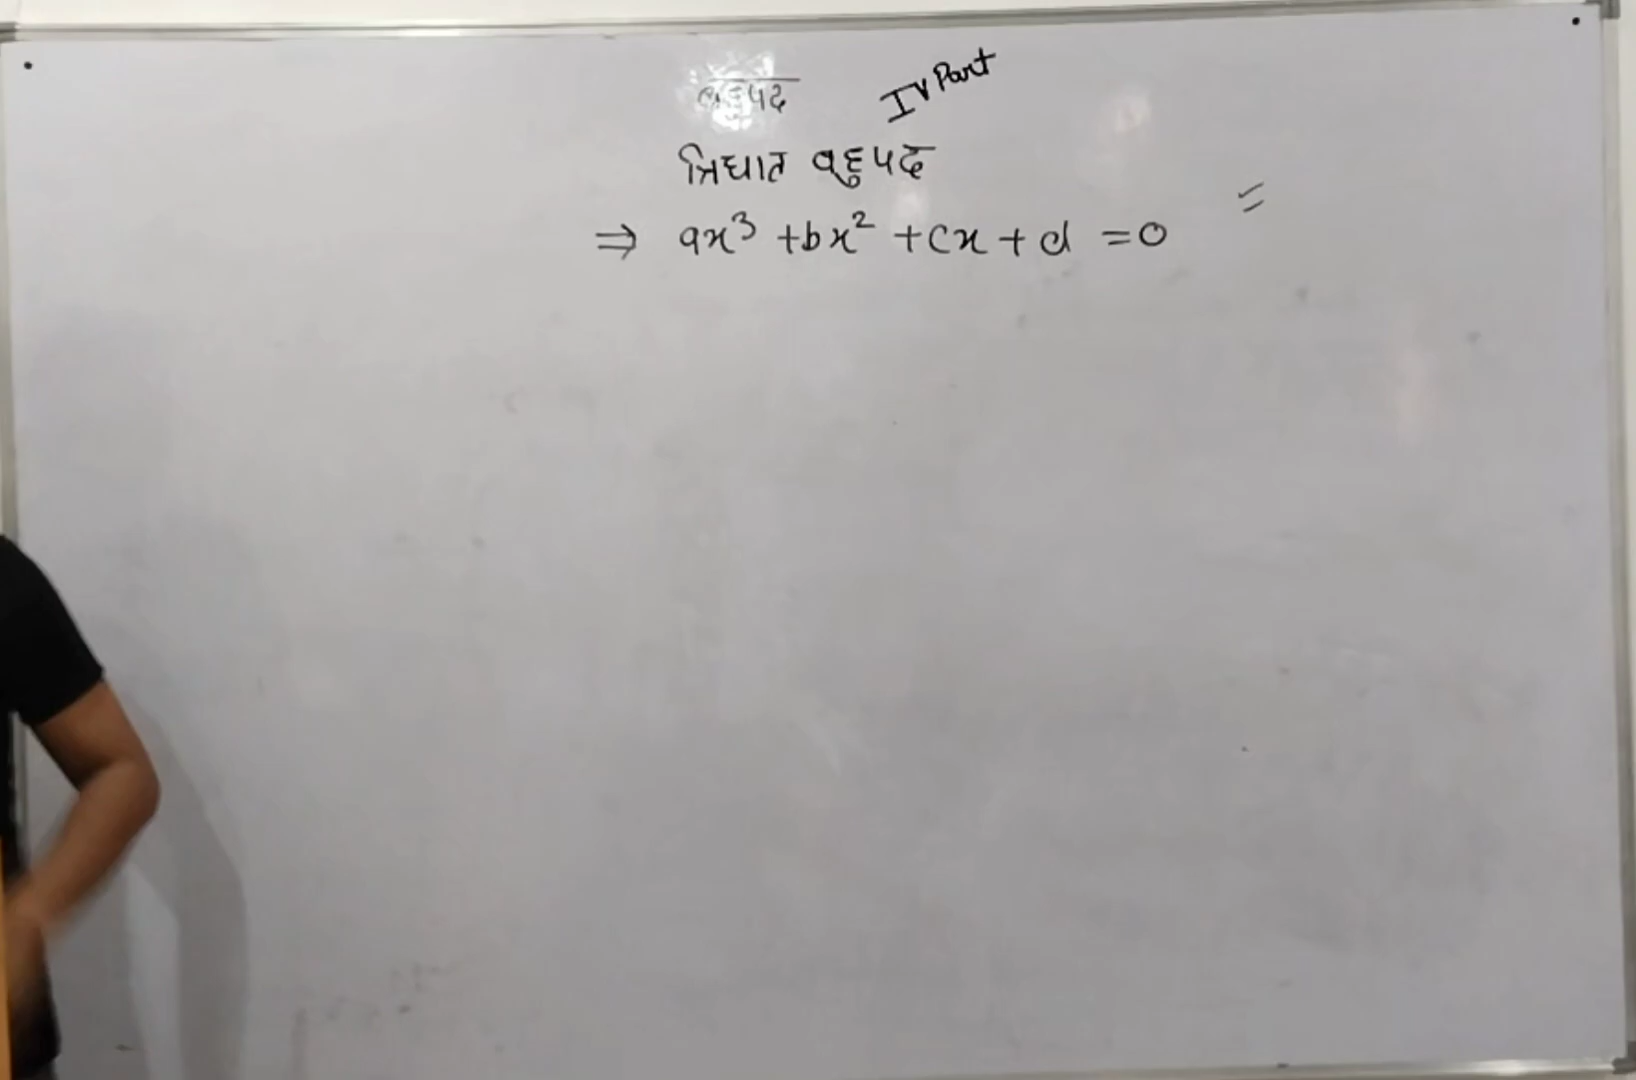 बहुपद
IV Part
त्रिघात बहुपद
⇒ ax³ + bx² + cx + d = 0 =